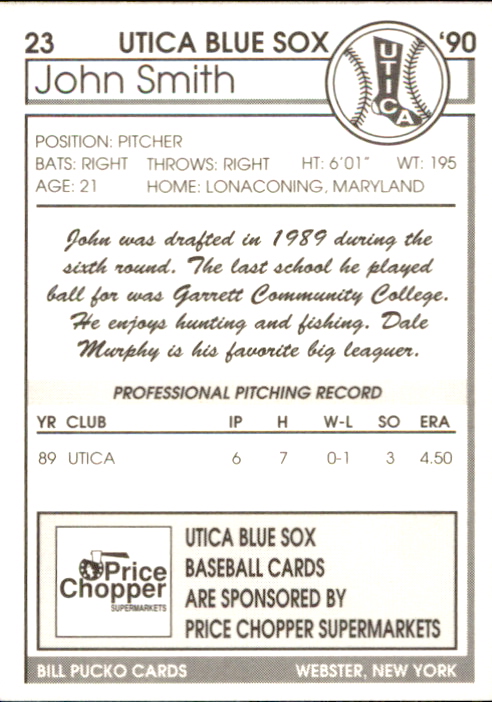 23 UTICA BLUE SOX '90
UTICA
John Smith
POSITION: PITCHER
BATS: RIGHT THROWS: RIGHT HT: 6'01" WT: 195
AGE: 21 HOME: LONACONING, MARYLAND
John was drafted in 1989 during the
sixth round. The last school he played
ball for was Garrett Community College.
He enjoys hunting and fishing. Dale
Murphy is his favorite big leaguer.
PROFESSIONAL PITCHING RECORD
YR CLUB IP H W-L SO ERA
89 UTICA 6 7 0-1 3 4.50
Price
Chopper
SUPERMARKETS
UTICA BLUE SOX
BASEBALL CARDS
ARE SPONSORED BY
PRICE CHOPPER SUPERMARKETS
BILL PUCKO CARDS WEBSTER, NEW YORK